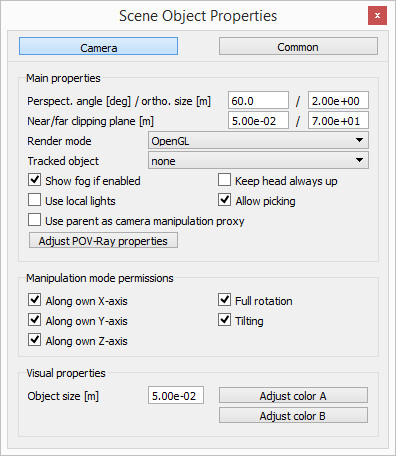 Scene Object Properties
x
Camera Common
Main properties
Perspect. angle [deg] / ortho. size [m] 60.0 / 2.00e+00
Near/far clipping plane [m] 5.00e-02 / 7.00e+01
Render mode OpenGL
Tracked object none
Show fog if enabled Keep head always up
Use local lights Allow picking
Use parent as camera manipulation proxy
Adjust POV-Ray properties
Manipulation mode permissions
Along own X-axis Full rotation
Along own Y-axis Tilting
Along own Z-axis
Visual properties
Object size [m] 5.00e-02 Adjust color A
Adjust color B